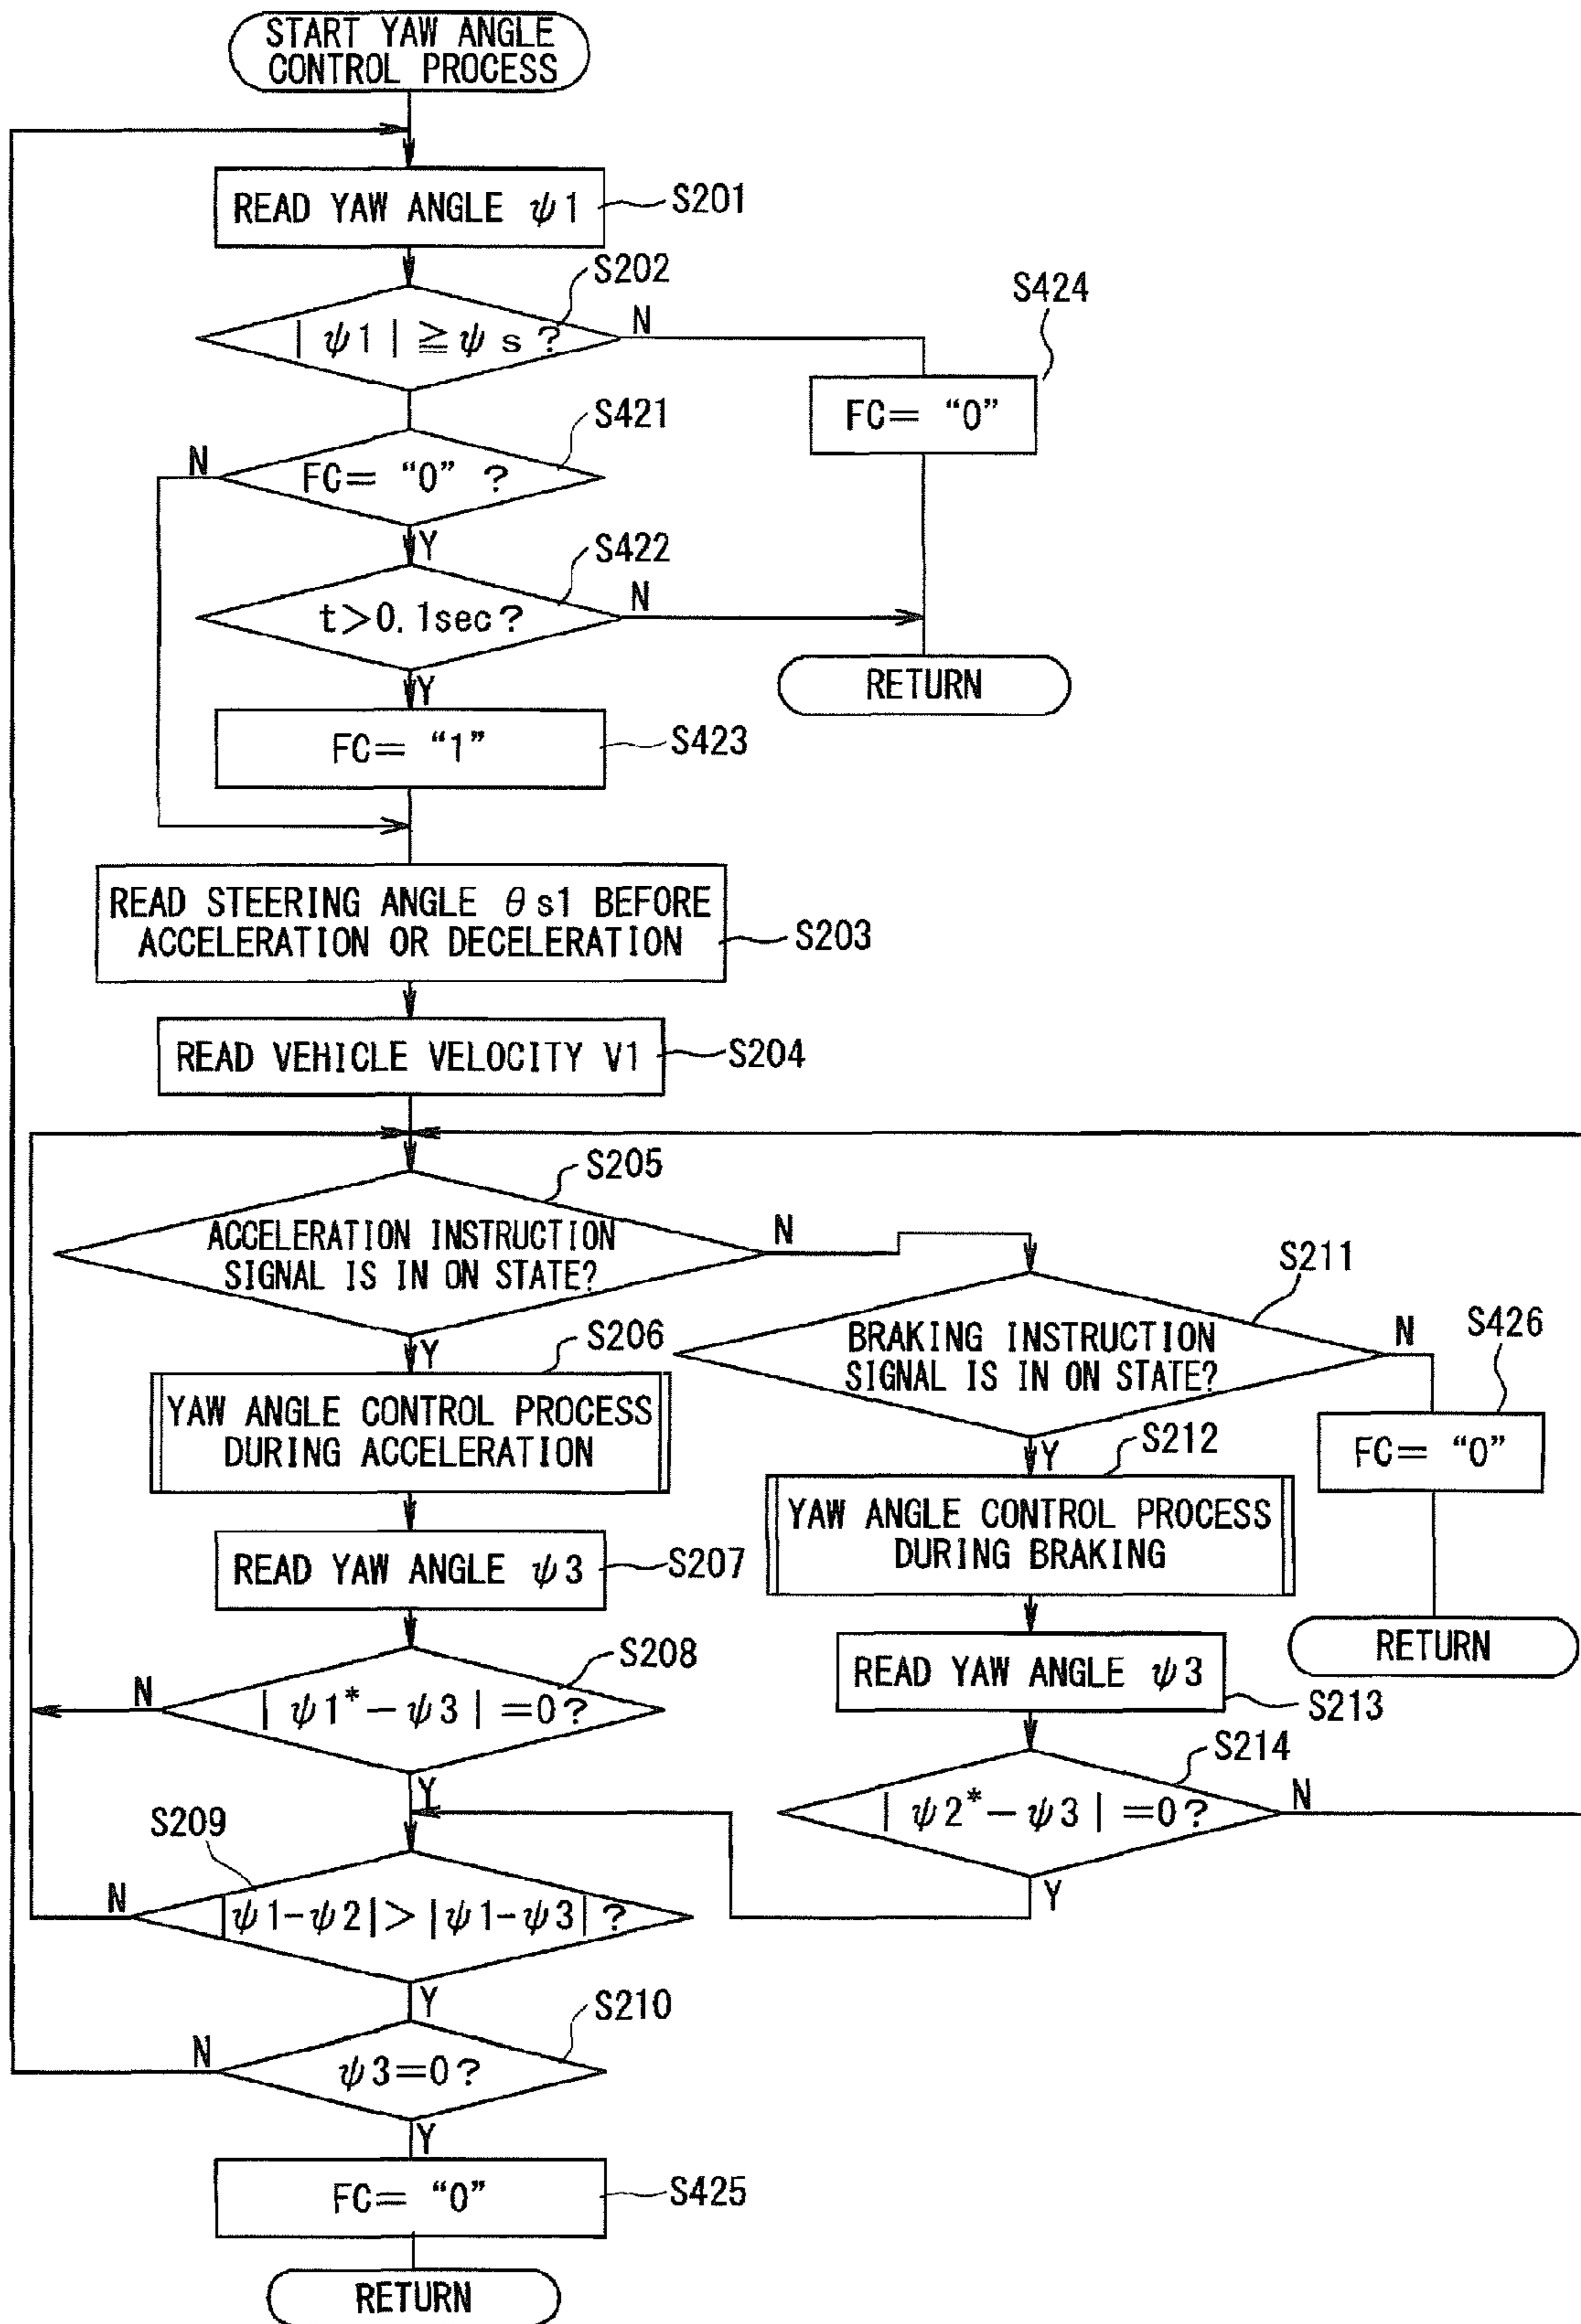 START YAW ANGLE
CONTROL PROCESS
READ YAW ANGLE ψ1
S201
S202
| ψ1 | ≧ ψ s ?
N
S424
FC= “0”
S421
N
FC= “0” ?
Y
S422
t>0.1sec?
N
RETURN
Y
FC= “1”
S423
READ STEERING ANGLE θ s1 BEFORE
ACCELERATION OR DECELERATION
S203
READ VEHICLE VELOCITY V1
S204
S205
ACCELERATION INSTRUCTION
SIGNAL IS IN ON STATE?
N
Y
S211
BRAKING INSTRUCTION
SIGNAL IS IN ON STATE?
N
S426
FC= “0”
RETURN
S206
YAW ANGLE CONTROL PROCESS
DURING ACCELERATION
Y
S212
YAW ANGLE CONTROL PROCESS
DURING BRAKING
READ YAW ANGLE ψ3
S207
READ YAW ANGLE ψ3
S213
S208
N
| ψ1* − ψ3 | =0?
Y
S214
| ψ2* − ψ3 | =0?
N
Y
S209
N
|ψ1−ψ2| > |ψ1−ψ3| ?
Y
S210
N
ψ3=0?
Y
FC= “0”
S425
RETURN